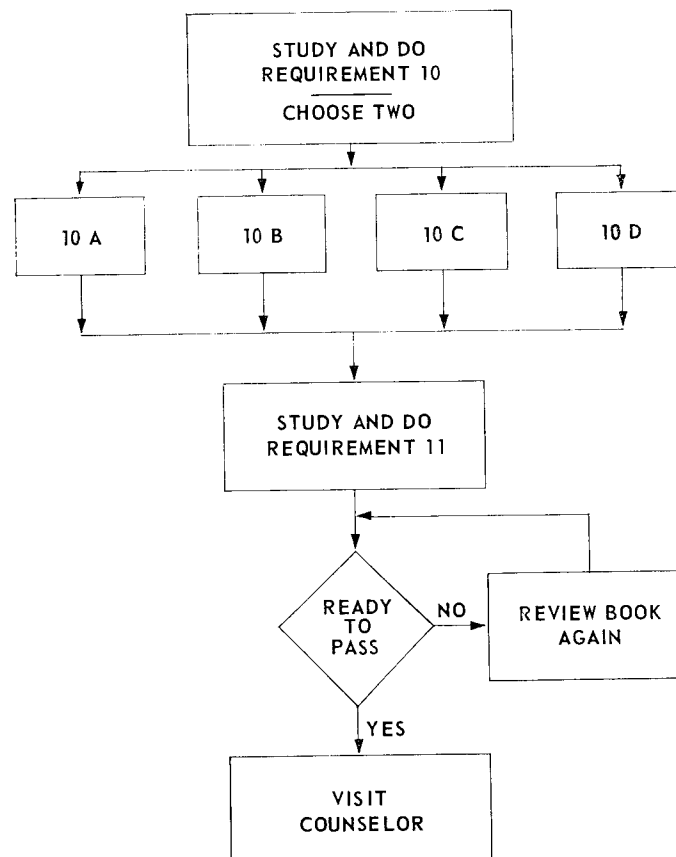 STUDY AND DO
REQUIREMENT 10
CHOOSE TWO
10 A
10 B
10 C
10 D
STUDY AND DO
REQUIREMENT 11
READY
TO
PASS
NO
REVIEW BOOK
AGAIN
YES
VISIT
COUNSELOR